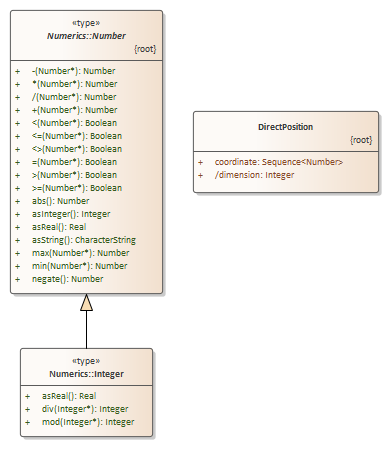 «type»
Numerics::Number
{root}
+ -(Number*): Number
+ *(Number*): Number
+ /(Number*): Number
+ +(Number*): Number
+ <(Number*): Boolean
+ <=(Number*): Boolean
+ <>(Number*): Boolean
+ =(Number*): Boolean
+ >(Number*): Boolean
+ >=(Number*): Boolean
+ abs(): Number
+ asInteger(): Integer
+ asReal(): Real
+ asString(): CharacterString
+ max(Number*): Number
+ min(Number*): Number
+ negate(): Number
DirectPosition
{root}
+ coordinate: Sequence<Number>
+ /dimension: Integer
«type»
Numerics::Integer
+ asReal(): Real
+ div(Integer*): Integer
+ mod(Integer*): Integer